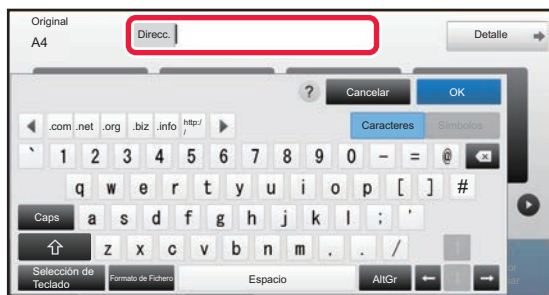 Original
A4
Direcc.
Detalle
? Cancelar OK
.com .net .org .biz .info http://
Caracteres Símbolos
` 1 2 3 4 5 6 7 8 9 0 - = @
q w e r t y u i o p [ ] #
Caps a s d f g h j k l ; '
z x c v b n m , . /
Selección de Teclado
Formato de Fichero Espacio AltGr